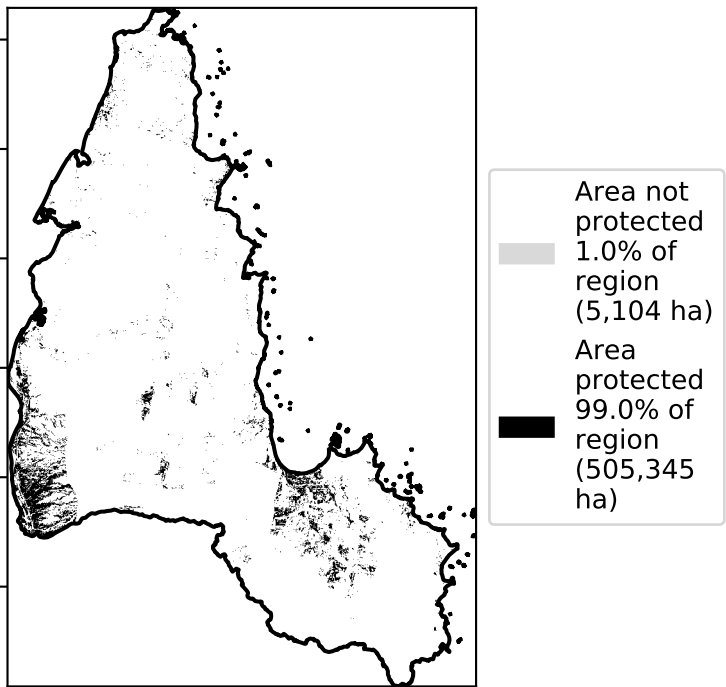 Area not
protected
1.0% of
region
(5,104 ha)
Area
protected
99.0% of
region
(505,345
ha)